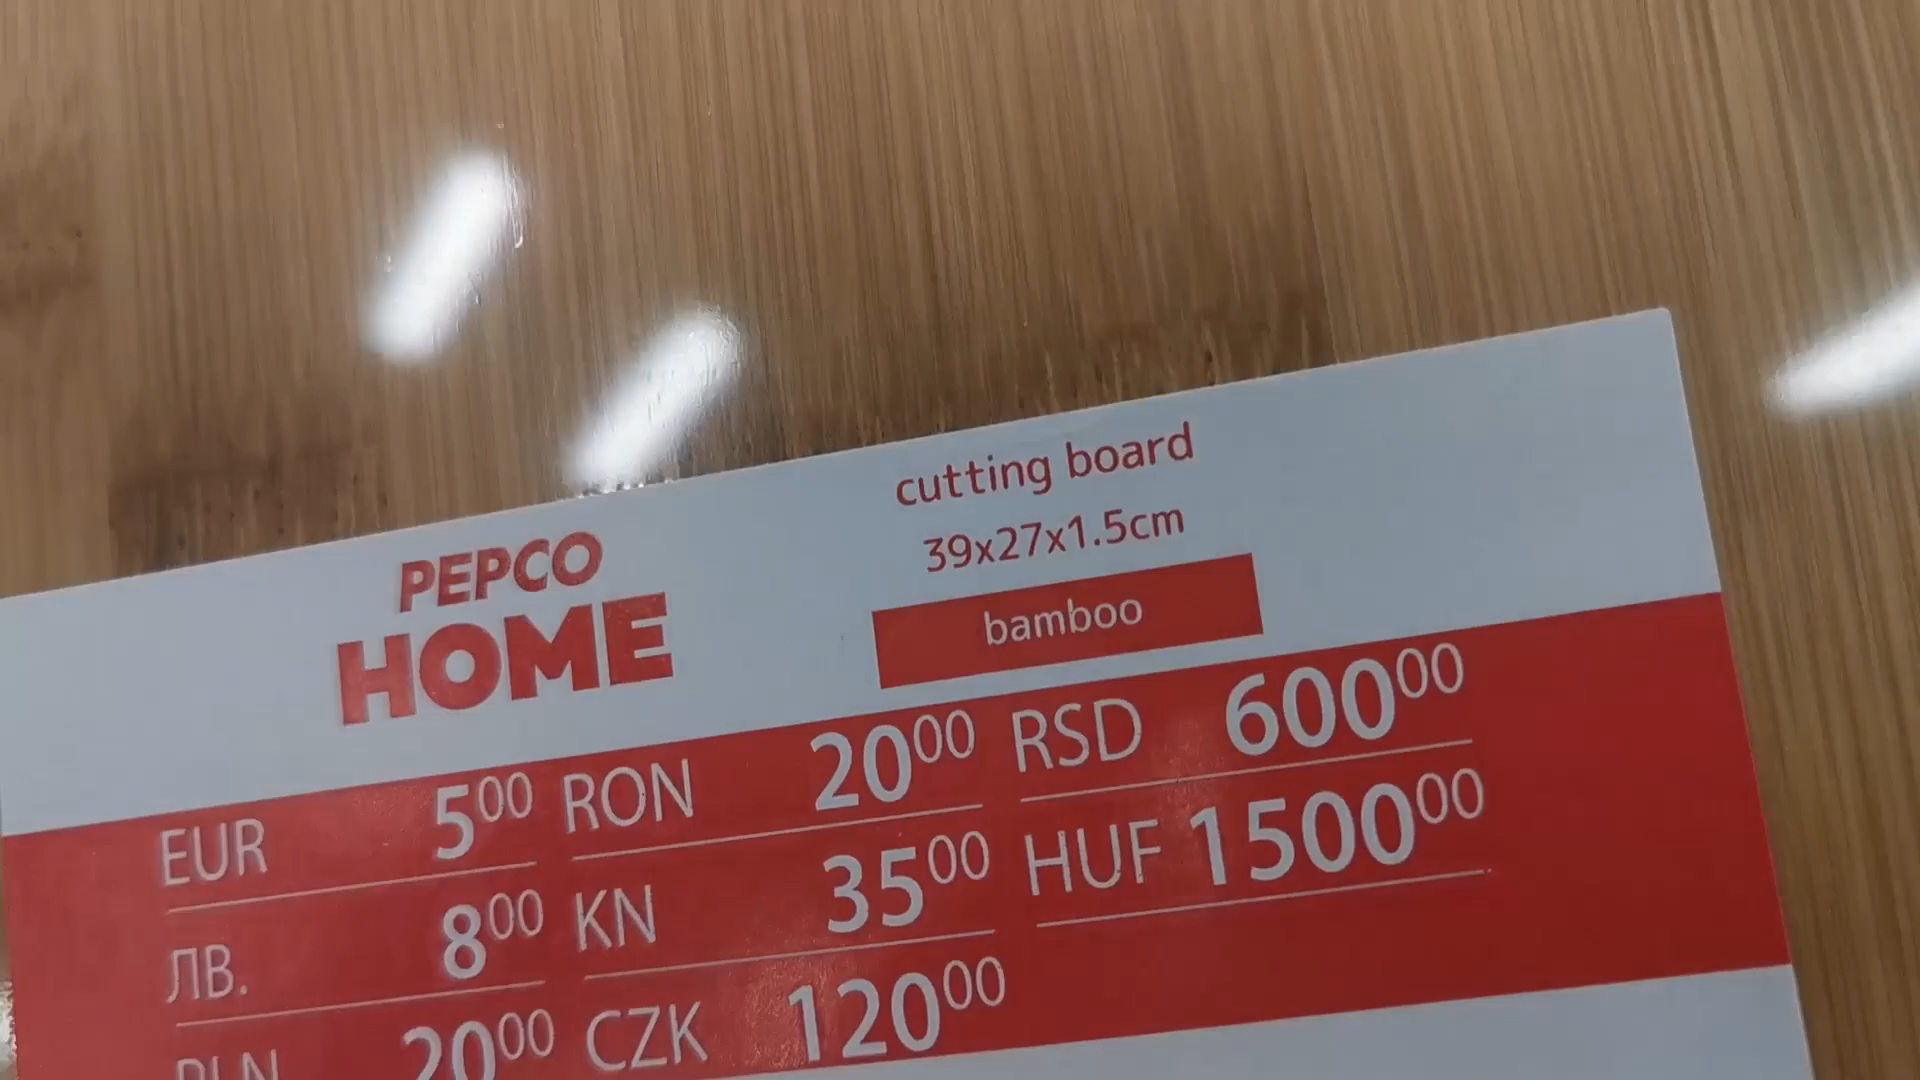 cutting board
39x27x1.5cm
bamboo
PEPCO
HOME
EUR 5⁰⁰ RON 20⁰⁰ RSD 600⁰⁰
ЛВ. 8⁰⁰ KN 35⁰⁰ HUF 1500⁰⁰
PLN 20⁰⁰ CZK 120⁰⁰